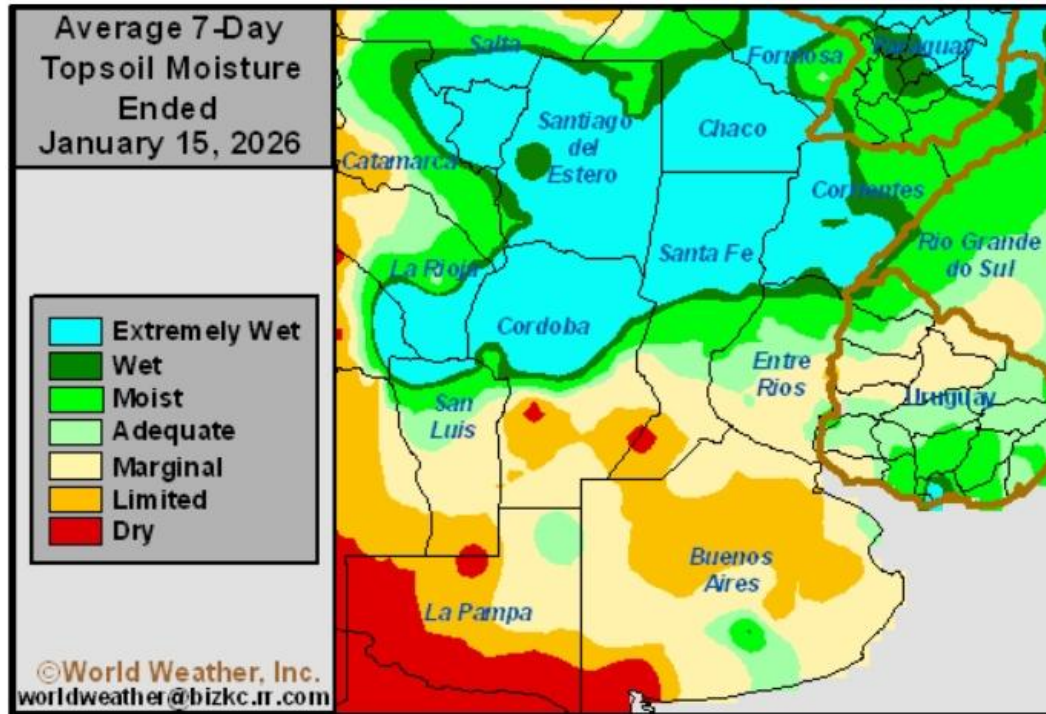 Average 7-Day
Topsoil Moisture
Ended
January 15, 2026
Extremely Wet
Wet
Moist
Adequate
Marginal
Limited
Dry
©World Weather, Inc.
worldweather@bizkc.rr.com
Salta
Formosa
Paraguay
Santiago
del
Estero
Chaco
Catamarca
Corrientes
La Rioja
Santa Fe
Rio Grande
do Sul
Cordoba
Entre
Rios
San
Luis
Uruguay
Buenos
Aires
La Pampa